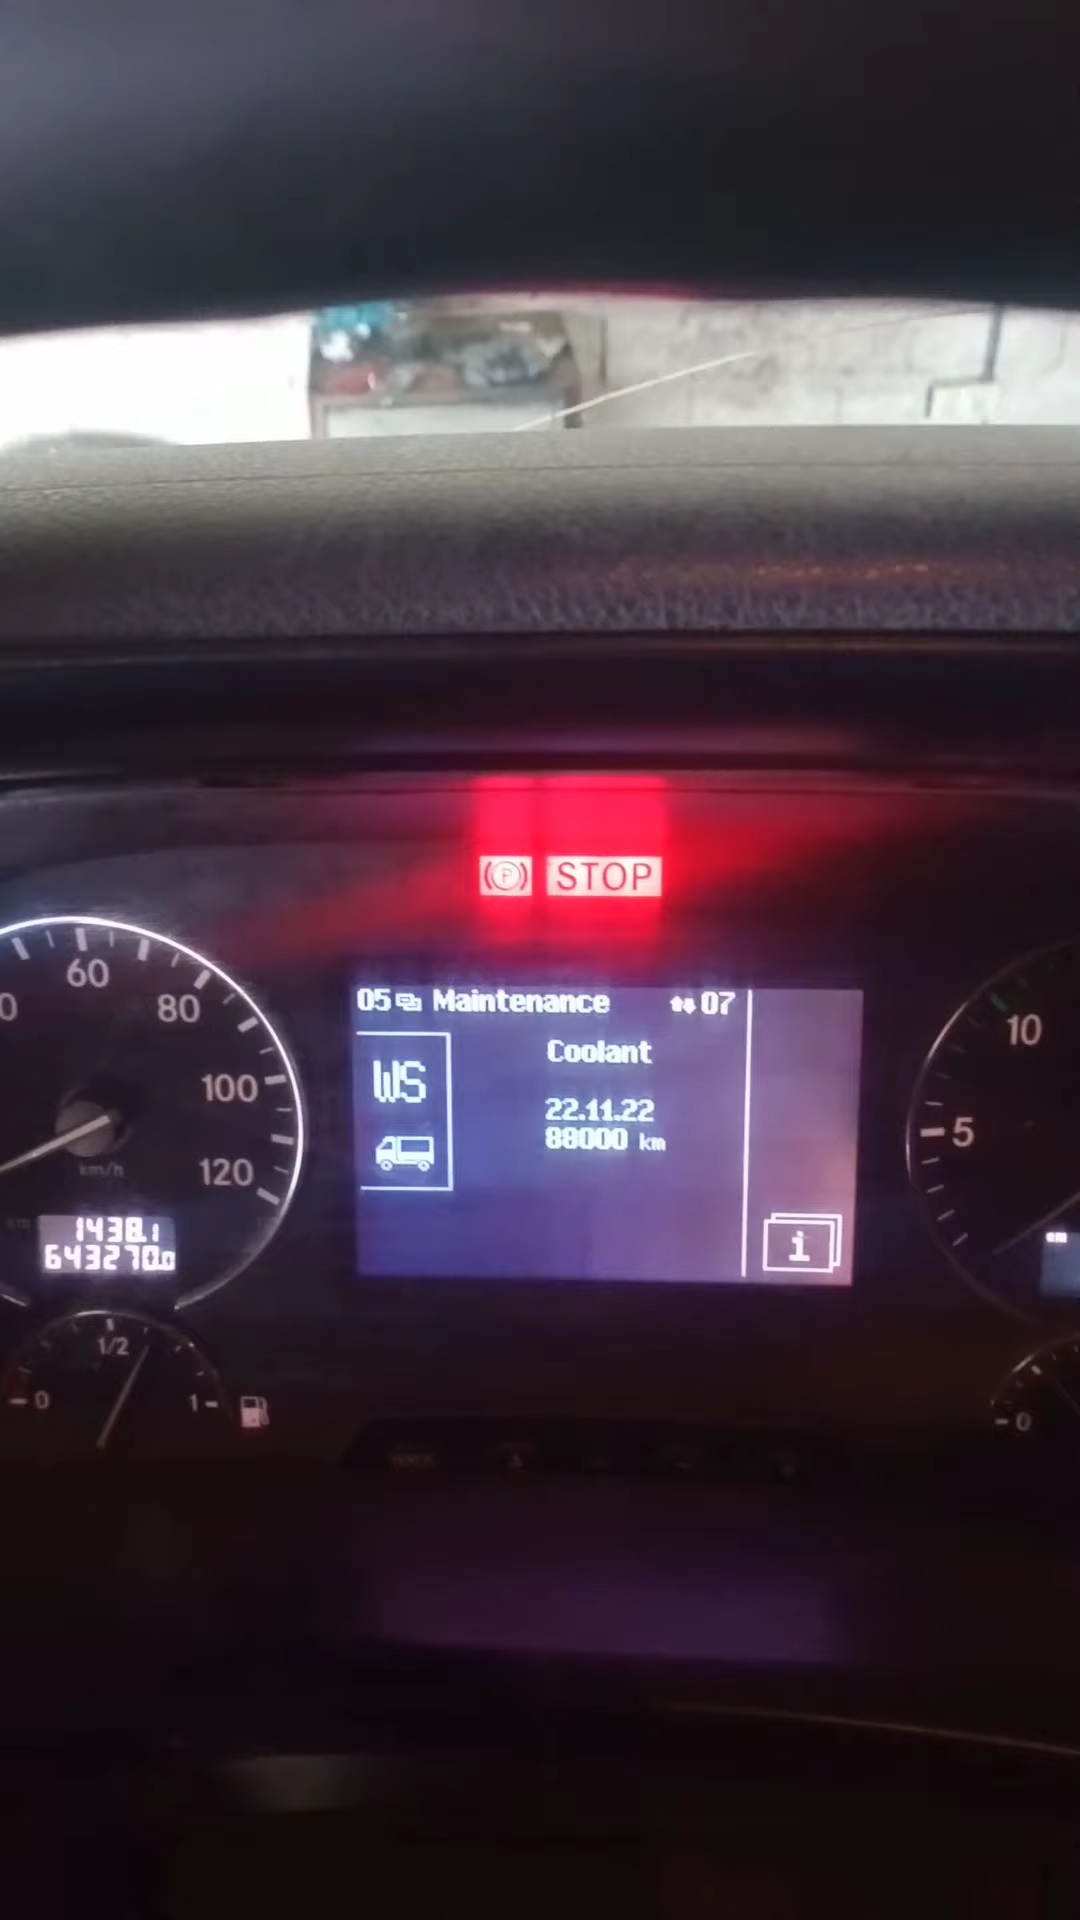 (P) STOP
05 Maintenance 07
WS
Coolant
22.11.22
88000 km
i
60
80
100
120
km/h
1438.1
643270.0
1/2
0
1
10
5
0